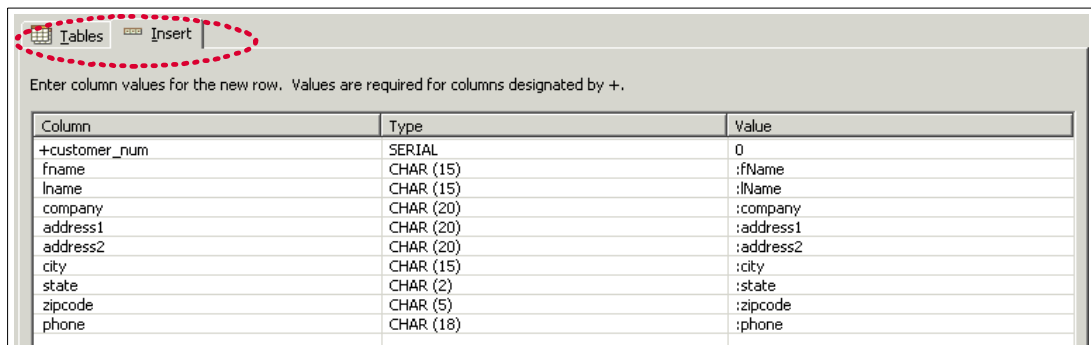 Tables Insert
Enter column values for the new row. Values are required for columns designated by +.
Column Type Value
+customer_num SERIAL 0
fname CHAR (15) :fName
lname CHAR (15) :lName
company CHAR (20) :company
address1 CHAR (20) :address1
address2 CHAR (20) :address2
city CHAR (15) :city
state CHAR (2) :state
zipcode CHAR (5) :zipcode
phone CHAR (18) :phone